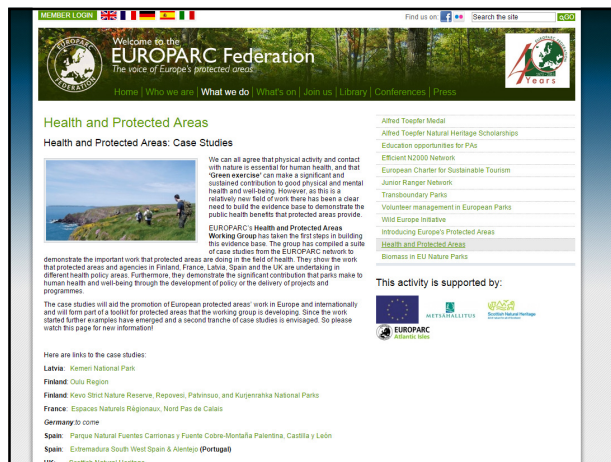 MEMBER LOGIN
Find us on:
Search the site
GO
Welcome to the
EUROPARC Federation
The voice of Europe's protected areas
EUROPARC
FEDERATION
40
Years
Home | Who we are | What we do | What's on | Join us | Library | Conferences | Press
Health and Protected Areas
Health and Protected Areas: Case Studies
We can all agree that physical activity and contact
with nature is essential for human health, and that
'Green exercise' can make a significant and
sustained contribution to good physical and mental
health and well-being. However, as this is a
relatively new field of work there has been a clear
need to build the evidence base to demonstrate the
public health benefits that protected areas provide.
EUROPARC's Health and Protected Areas
Working Group has taken the first steps in building
this evidence base. The group has compiled a suite
of case studies from the EUROPARC network to
demonstrate the important work that protected areas are doing in the field of health. They show the work
that protected areas and agencies in Finland, France, Latvia, Spain and the UK are undertaking in
different health policy areas. Furthermore, they demonstrate the significant contribution that parks make to
human health and well-being through the development of policy or the delivery of projects and
programmes.
The case studies will aid the promotion of European protected areas' work in Europe and internationally
and will form part of a toolkit for protected areas that the working group is developing. Since the work
started further examples have emerged and a second tranche of case studies is envisaged. So please
watch this page for new information!
Here are links to the case studies:
Latvia: Kemeri National Park
Finland: Oulu Region
Finland: Kevo Strict Nature Reserve, Repovesi, Patvinsuo, and Kurjenrahka National Parks
France: Espaces Naturels Régionaux, Nord Pas de Calais
Germany:to come
Spain: Parque Natural Fuentes Carrionas y Fuente Cobre-Montaña Palentina, Castilla y León
Spain: Extremadura South West Spain & Alentejo (Portugal)
UK: Scottish Natural Heritage
Alfred Toepfer Medal
Alfred Toepfer Natural Heritage Scholarships
Education opportunities for PAs
Efficient N2000 Network
European Charter for Sustainable Tourism
Junior Ranger Network
Transboundary Parks
Volunteer management in European Parks
Wild Europe Initiative
Introducing Europe's Protected Areas
Health and Protected Areas
Biomass in EU Nature Parks
This activity is supported by:
METSÄHALLITUS
Scottish Natural Heritage
EUROPARC
Atlantic Isles